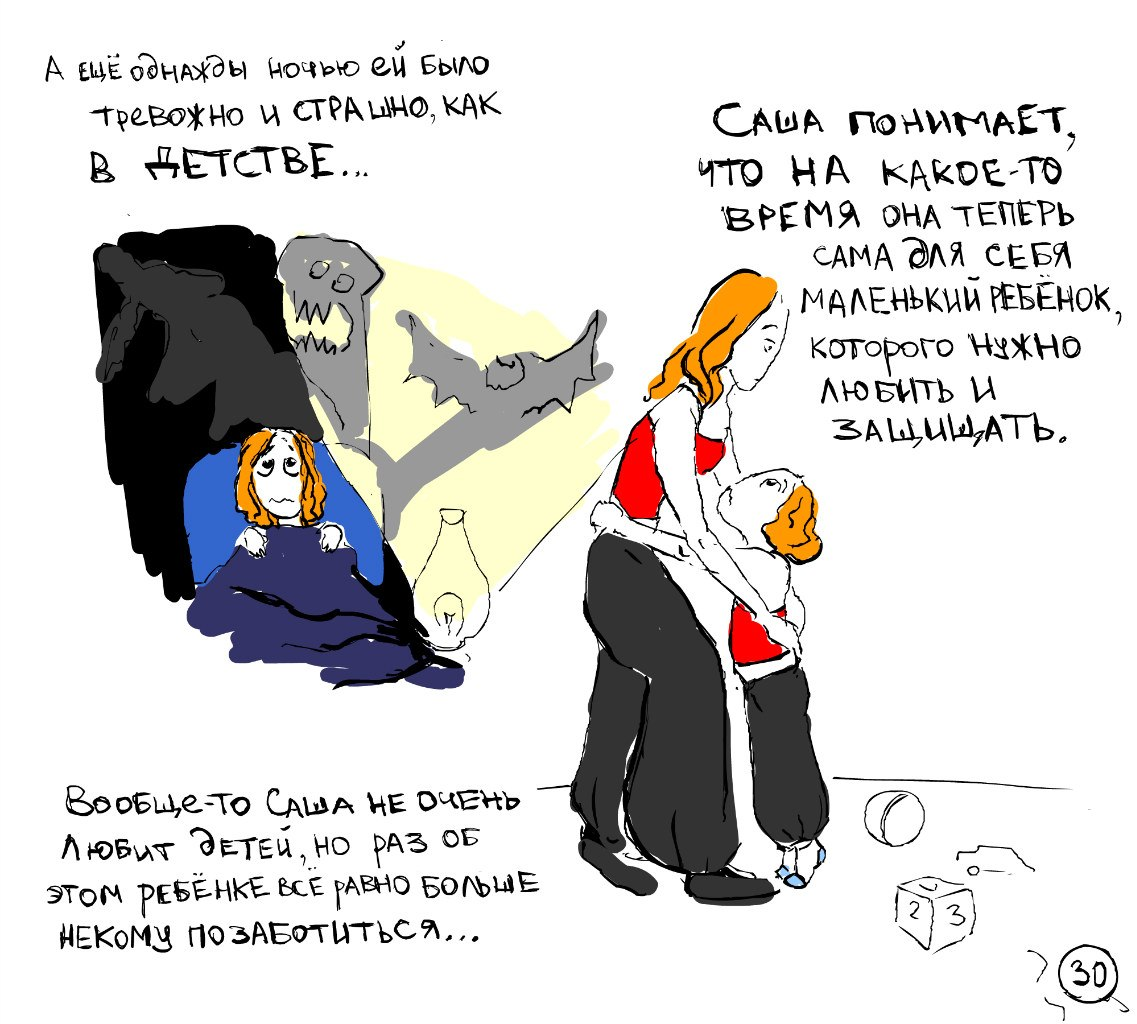 А ещё однажды ночью ей было
тревожно и страшно, как
в детстве...
Саша понимает,
что на какое-то
время она теперь
сама для себя
маленький ребёнок,
которого нужно
любить и
защищать.
Вообще-то Саша не очень
любит детей, но раз об
этом ребёнке всё равно больше
некому позаботиться...
2 3
30